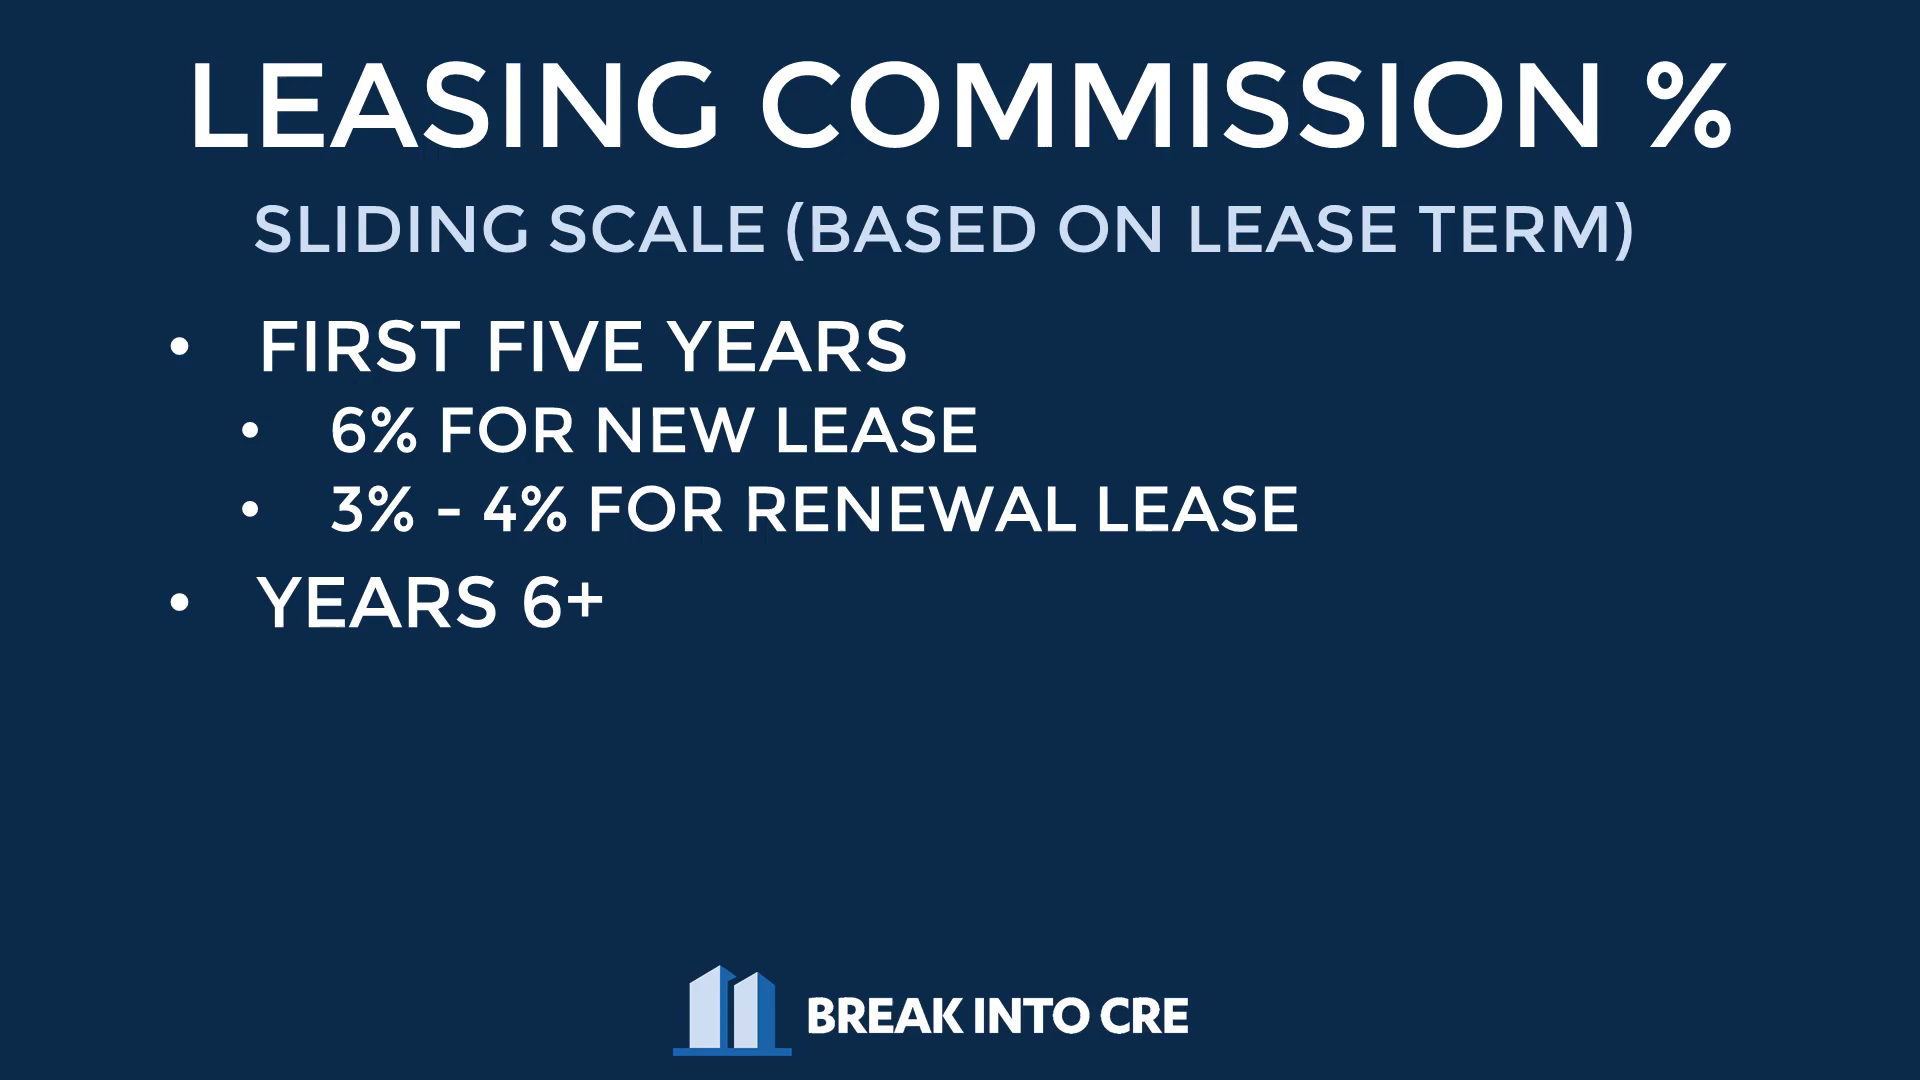 LEASING COMMISSION %
SLIDING SCALE (BASED ON LEASE TERM)
• FIRST FIVE YEARS
• 6% FOR NEW LEASE
• 3% - 4% FOR RENEWAL LEASE
• YEARS 6+
BREAK INTO CRE